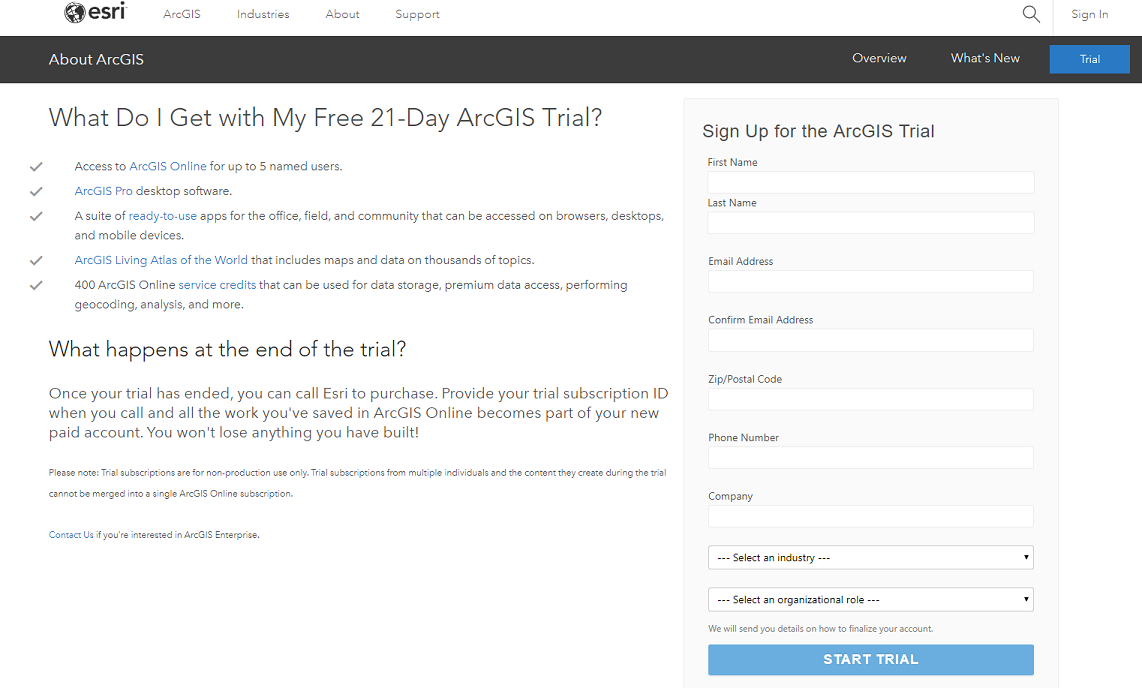 esri
ArcGIS
Industries
About
Support
Sign In
About ArcGIS
Overview
What's New
Trial
What Do I Get with My Free 21-Day ArcGIS Trial?
Access to ArcGIS Online for up to 5 named users.
ArcGIS Pro desktop software.
A suite of ready-to-use apps for the office, field, and community that can be accessed on browsers, desktops,
and mobile devices.
ArcGIS Living Atlas of the World that includes maps and data on thousands of topics.
400 ArcGIS Online service credits that can be used for data storage, premium data access, performing
geocoding, analysis, and more.
What happens at the end of the trial?
Once your trial has ended, you can call Esri to purchase. Provide your trial subscription ID
when you call and all the work you've saved in ArcGIS Online becomes part of your new
paid account. You won't lose anything you have built!
Please note: Trial subscriptions are for non-production use only. Trial subscriptions from multiple individuals and the content they create during the trial
cannot be merged into a single ArcGIS Online subscription.
Contact Us if you're interested in ArcGIS Enterprise.
Sign Up for the ArcGIS Trial
First Name
Last Name
Email Address
Confirm Email Address
Zip/Postal Code
Phone Number
Company
--- Select an industry ---
--- Select an organizational role ---
We will send you details on how to finalize your account.
START TRIAL